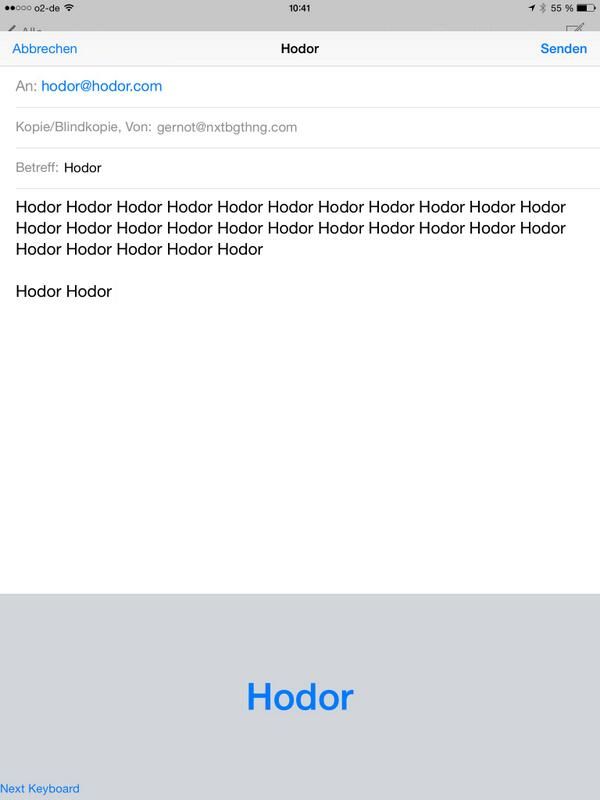 o2-de 10:41 55 %
Abbrechen Hodor Senden
An: hodor@hodor.com
Kopie/Blindkopie, Von: gernot@nxtbgthng.com
Betreff: Hodor
Hodor Hodor Hodor Hodor Hodor Hodor Hodor Hodor Hodor Hodor Hodor
Hodor Hodor Hodor Hodor Hodor Hodor Hodor Hodor Hodor Hodor Hodor
Hodor Hodor Hodor Hodor Hodor
Hodor Hodor
Hodor
Next Keyboard